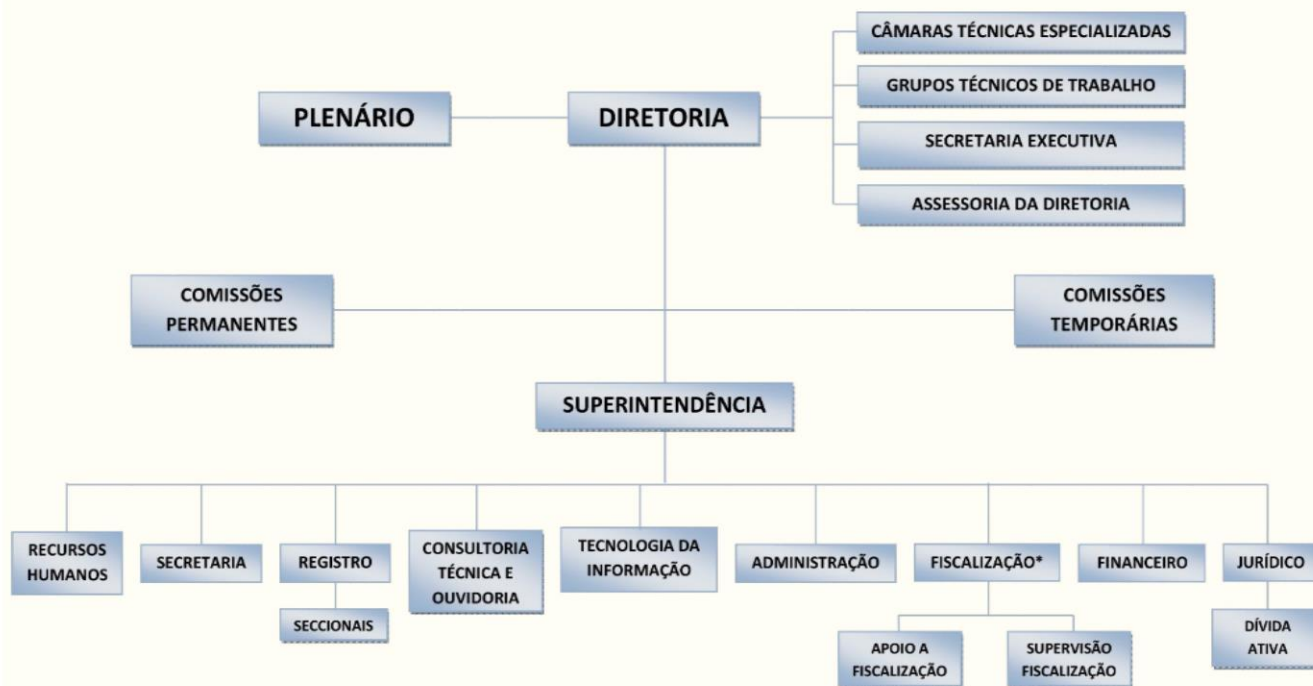 CÂMARAS TÉCNICAS ESPECIALIZADAS
GRUPOS TÉCNICOS DE TRABALHO
PLENÁRIO
DIRETORIA
SECRETARIA EXECUTIVA
ASSESSORIA DA DIRETORIA
COMISSÕES
PERMANENTES
COMISSÕES
TEMPORÁRIAS
SUPERINTENDÊNCIA
RECURSOS
HUMANOS
SECRETARIA
REGISTRO
CONSULTORIA
TÉCNICA E
OUVIDORIA
TECNOLOGIA DA
INFORMAÇÃO
ADMINISTRAÇÃO
FISCALIZAÇÃO*
FINANCEIRO
JURÍDICO
SECCIONAIS
APOIO A
FISCALIZAÇÃO
SUPERVISÃO
FISCALIZAÇÃO
DÍVIDA
ATIVA